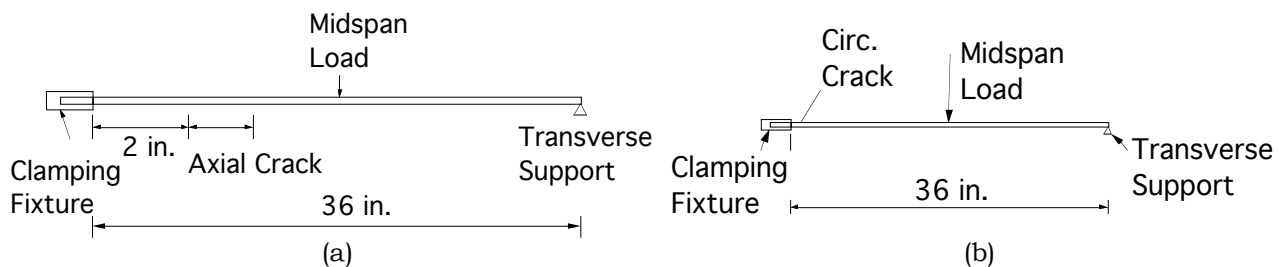 Midspan
Load
2 in.
Axial Crack
Clamping
Fixture
Transverse
Support
36 in.
(a)
Circ.
Crack
Midspan
Load
Clamping
Fixture
Transverse
Support
36 in.
(b)